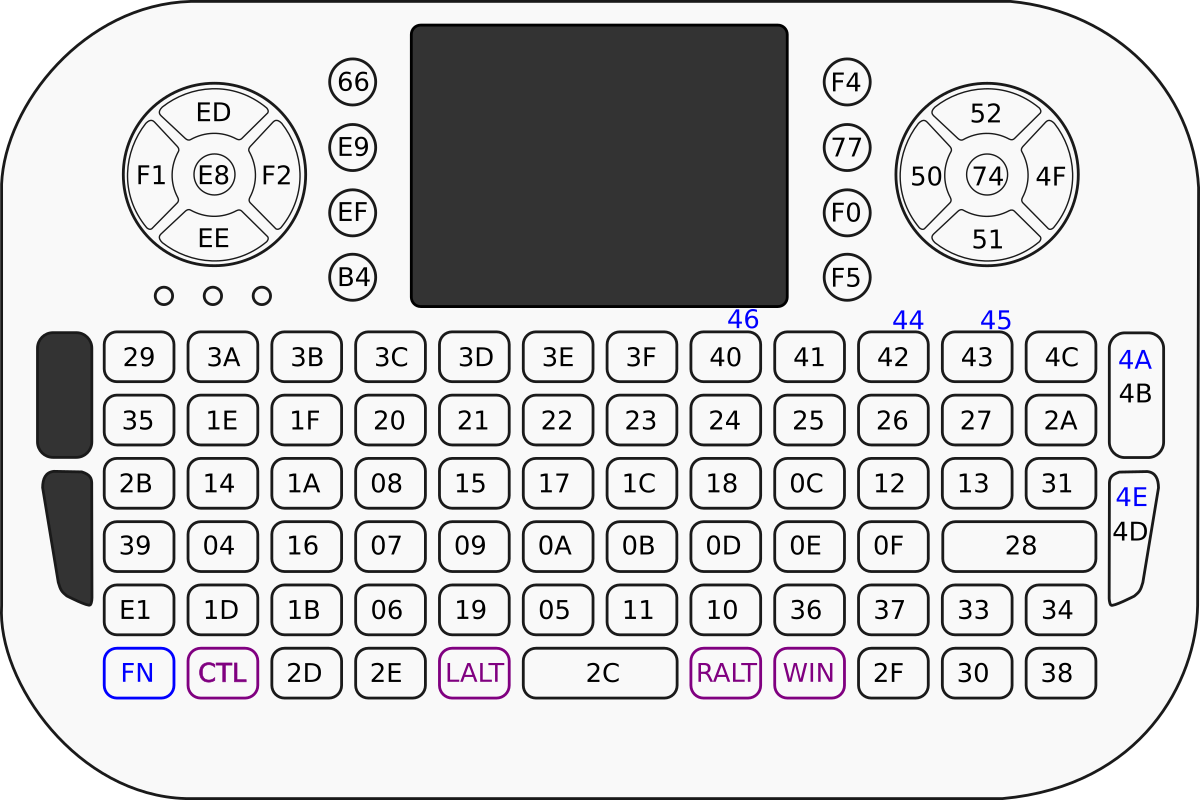 66 F4
ED 52
E9 77
F1 E8 F2 50 74 4F
EF F0
EE 51
B4 F5
46 44 45
29 3A 3B 3C 3D 3E 3F 40 41 42 43 4C 4A
4B
35 1E 1F 20 21 22 23 24 25 26 27 2A
2B 14 1A 08 15 17 1C 18 0C 12 13 31 4E
39 04 16 07 09 0A 0B 0D 0E 0F 28 4D
E1 1D 1B 06 19 05 11 10 36 37 33 34
FN CTL 2D 2E LALT 2C RALT WIN 2F 30 38